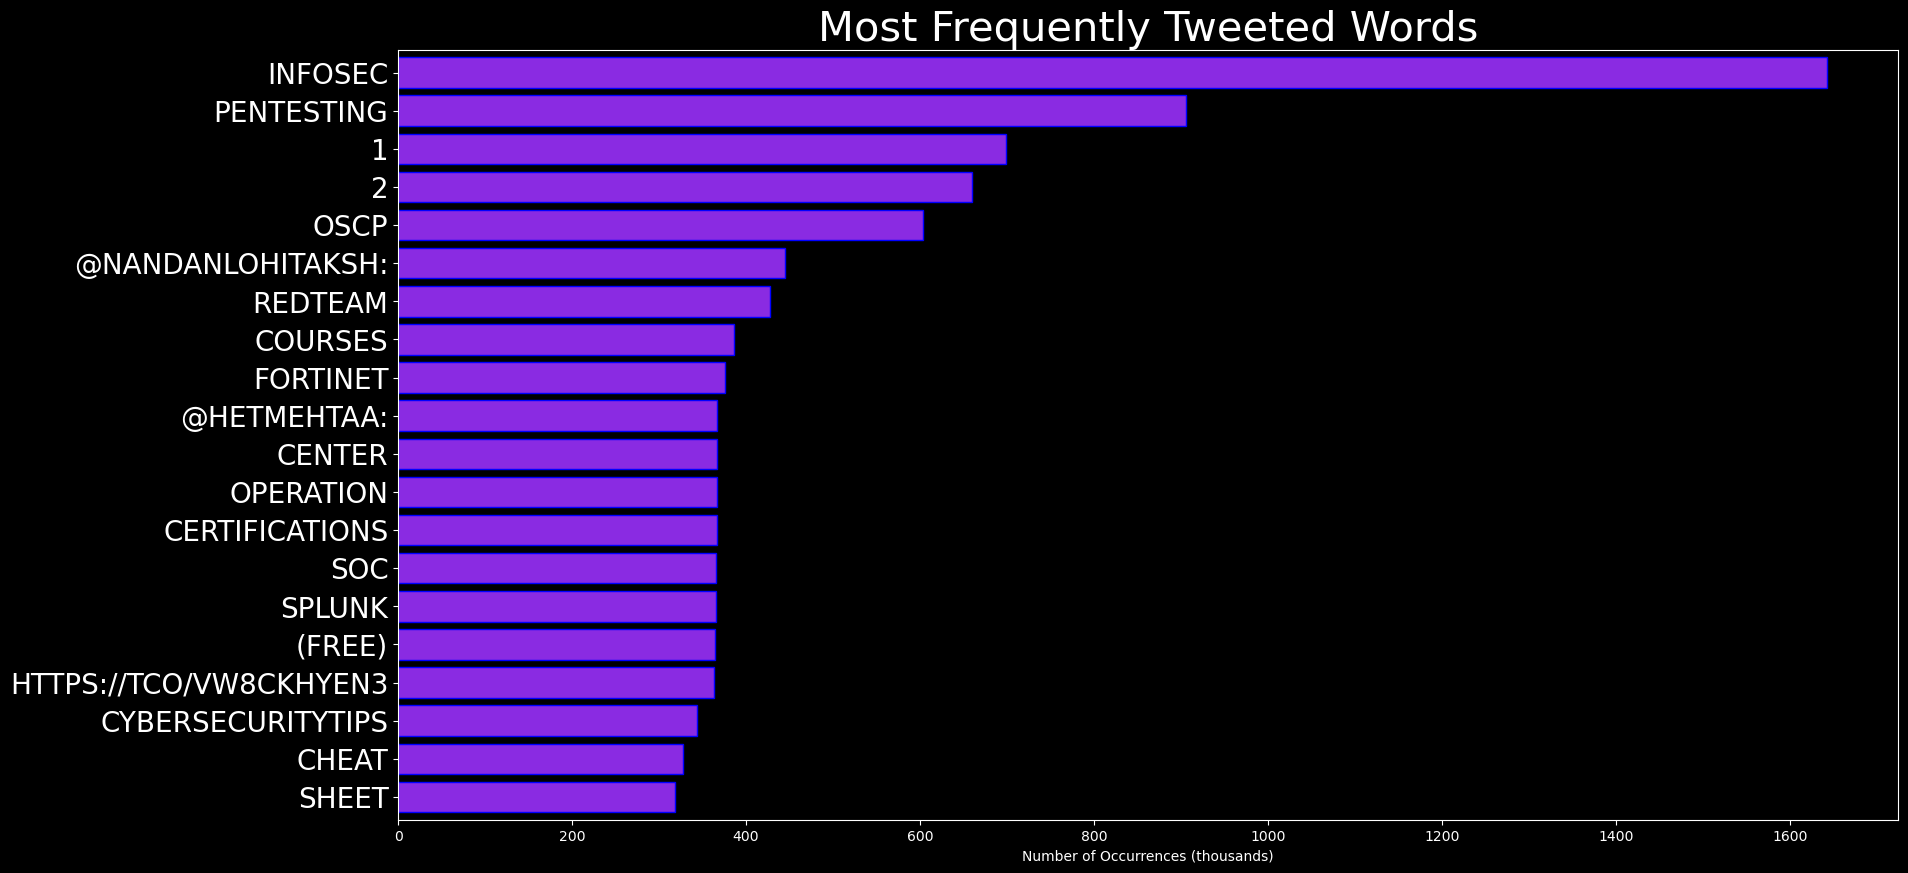 Most Frequently Tweeted Words
INFOSEC
PENTESTING
1
2
OSCP
@NANDANLOHITAKSH:
REDTEAM
COURSES
FORTINET
@HETMEHTAA:
CENTER
OPERATION
CERTIFICATIONS
SOC
SPLUNK
(FREE)
HTTPS://TCO/VW8CKHYEN3
CYBERSECURITYTIPS
CHEAT
SHEET
0 200 400 600 800 1000 1200 1400 1600
Number of Occurrences (thousands)